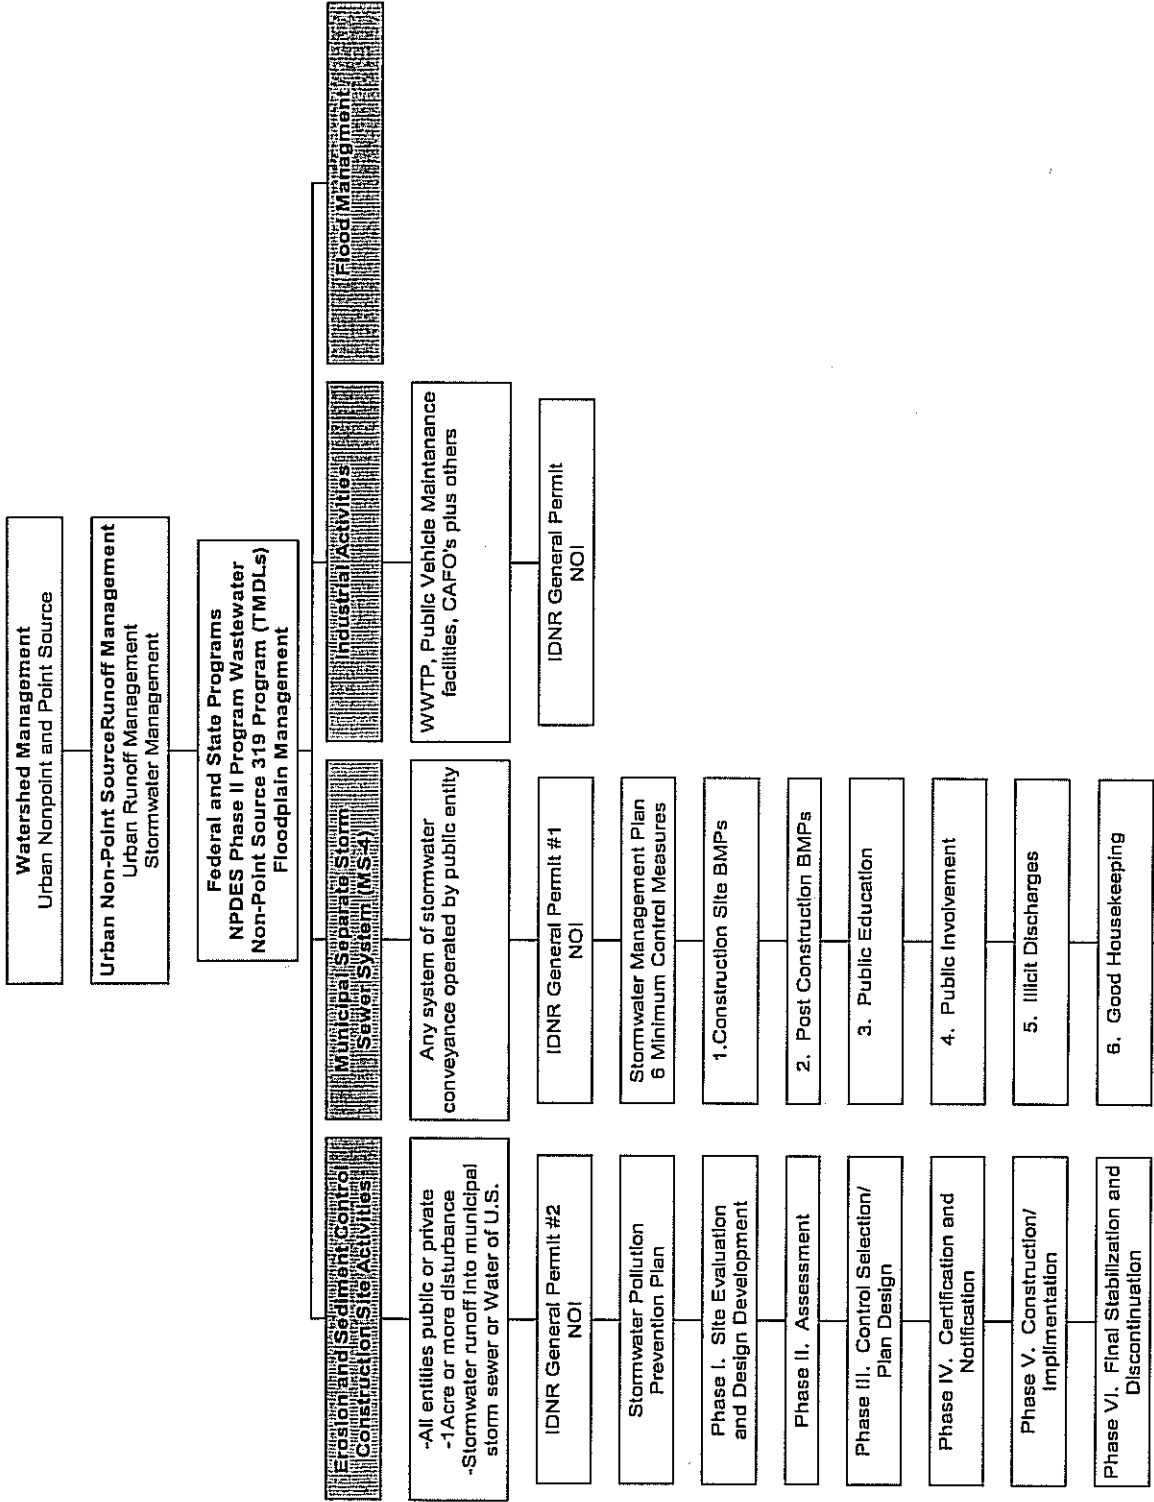 Watershed Management
Urban Nonpoint and Point Source
Urban Non-Point SourceRunoff Management
Urban Runoff Management
Stormwater Management
Federal and State Programs
NPDES Phase II Program Wastewater
Non-Point Source 319 Program (TMDLs)
Floodplain Management
Erosion and Sediment Control
Construction Site Activities
-All entities public or private
-1Acre or more disturbance
-Stormwater runoff into municipal
storm sewer or Water of U.S.
IDNR General Permit #2
NOI
Stormwater Pollution
Prevention Plan
Phase I. Site Evaluation
and Design Development
Phase II. Assessment
Phase III. Control Selection/
Plan Design
Phase IV. Certification and
Notification
Phase V. Construction/
Implimentation
Phase VI. Final Stabilization and
Discontinuation
Municipal Separate Storm
Sewer System (MS-4)
Any system of stormwater
conveyance operated by public entity
IDNR General Permit #1
NOI
Stormwater Management Plan
6 Minimum Control Measures
1.Construction Site BMPs
2. Post Construction BMPs
3. Public Education
4. Public Involvement
5. Illicit Discharges
6. Good Housekeeping
Industrial Activities
WWTP, Public Vehicle Maintanance
facilities, CAFO's plus others
IDNR General Permit
NOI
Flood Managment